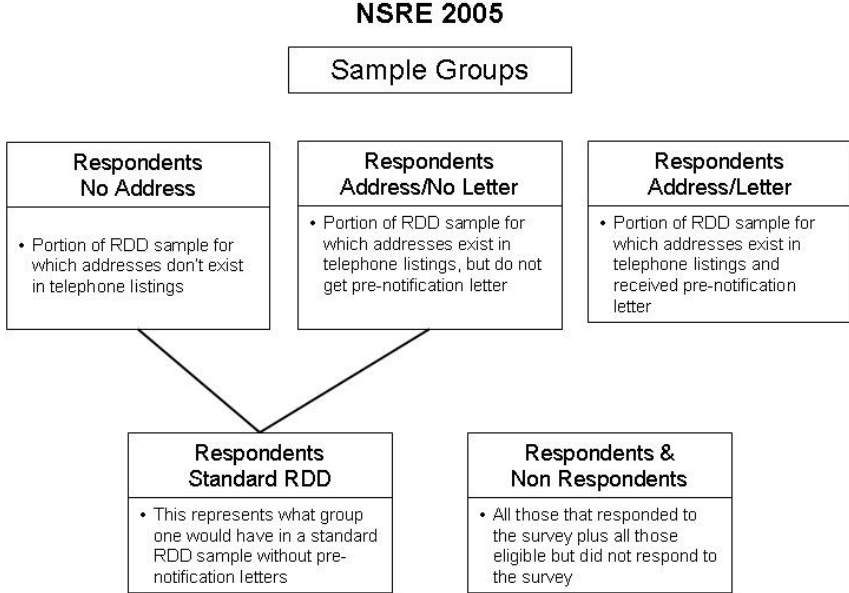 NSRE 2005
Sample Groups
Respondents
No Address
• Portion of RDD sample for
which addresses don't exist
in telephone listings
Respondents
Address/No Letter
• Portion of RDD sample for
which addresses exist in
telephone listings, but do not
get pre-notification letter
Respondents
Address/Letter
• Portion of RDD sample for
which addresses exist in
telephone listings and
received pre-notification
letter
Respondents
Standard RDD
• This represents what group
one would have in a standard
RDD sample without pre-
notification letters
Respondents &
Non Respondents
• All those that responded to
the survey plus all those
eligible but did not respond to
the survey